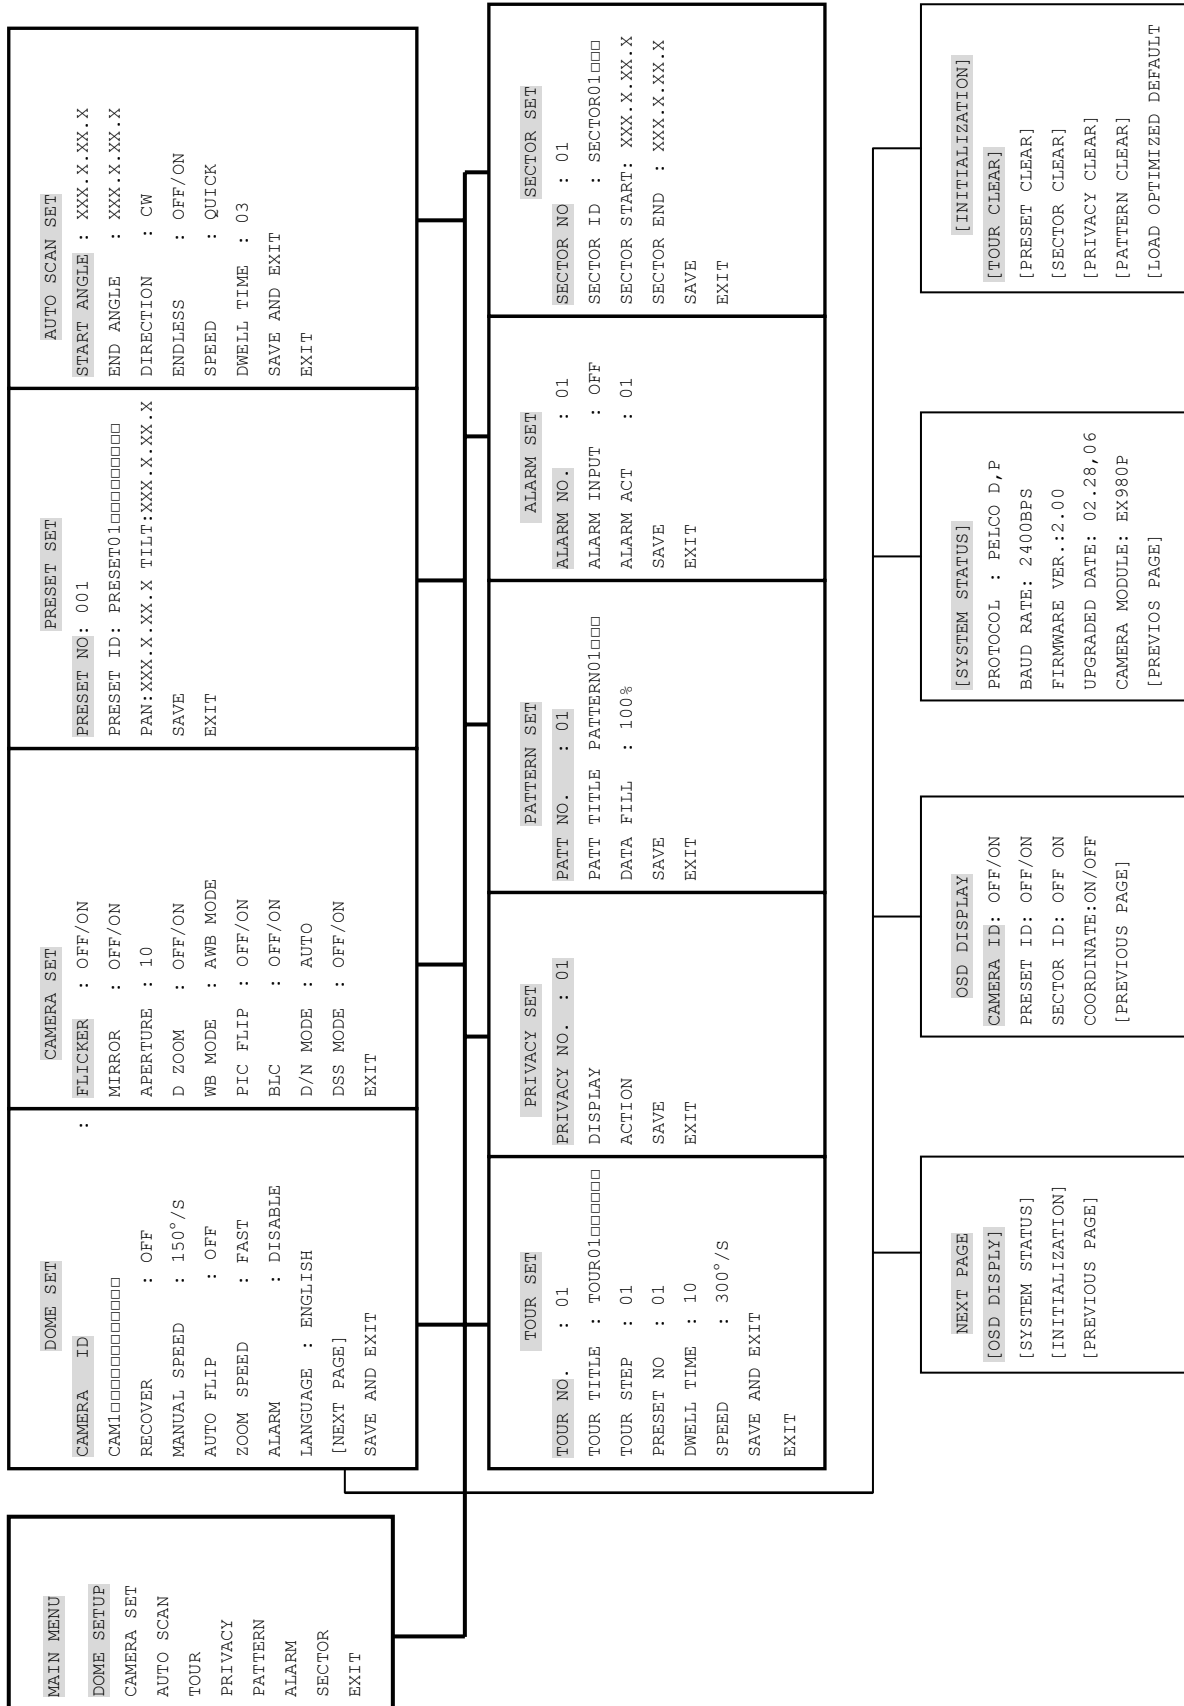 MAIN MENU
DOME SETUP
CAMERA SET
AUTO SCAN
TOUR
PRIVACY
PATTERN
ALARM
SECTOR
EXIT
DOME SET
CAMERA ID :
CAM1□□□□□□□□□□□□
RECOVER : OFF
MANUAL SPEED : 150°/S
AUTO FLIP : OFF
ZOOM SPEED : FAST
ALARM : DISABLE
LANGUAGE : ENGLISH
[NEXT PAGE]
SAVE AND EXIT
CAMERA SET
FLICKER : OFF/ON
MIRROR : OFF/ON
APERTURE : 10
D ZOOM : OFF/ON
WB MODE : AWB MODE
PIC FLIP : OFF/ON
BLC : OFF/ON
D/N MODE : AUTO
DSS MODE : OFF/ON
EXIT
PRESET SET
PRESET NO: 001
PRESET ID: PRESET01□□□□□□□□□□
PAN:XXX.X.XX.X TILT:XXX.X.XX.X
SAVE
EXIT
AUTO SCAN SET
START ANGLE : XXX.X.XX.X
END ANGLE : XXX.X.XX.X
DIRECTION : CW
ENDLESS : OFF/ON
SPEED : QUICK
DWELL TIME : 03
SAVE AND EXIT
EXIT
TOUR SET
TOUR NO. : 01
TOUR TITLE : TOUR01□□□□□□
TOUR STEP : 01
PRESET NO : 01
DWELL TIME : 10
SPEED : 300°/S
SAVE AND EXIT
EXIT
PRIVACY SET
PRIVACY NO. : 01
DISPLAY
ACTION
SAVE
EXIT
PATTERN SET
PATT NO. : 01
PATT TITLE PATTERN01□□□
DATA FILL : 100%
SAVE
EXIT
ALARM SET
ALARM NO. : 01
ALARM INPUT : OFF
ALARM ACT : 01
SAVE
EXIT
SECTOR SET
SECTOR NO : 01
SECTOR ID : SECTOR01□□□
SECTOR START: XXX.X.XX.X
SECTOR END : XXX.X.XX.X
SAVE
EXIT
NEXT PAGE
[OSD DISPLY]
[SYSTEM STATUS]
[INITIALIZATION]
[PREVIOUS PAGE]
OSD DISPLAY
CAMERA ID: OFF/ON
PRESET ID: OFF/ON
SECTOR ID: OFF ON
COORDINATE:ON/OFF
[PREVIOUS PAGE]
[SYSTEM STATUS]
PROTOCOL : PELCO D,P
BAUD RATE: 2400BPS
FIRMWARE VER.:2.00
UPGRADED DATE: 02.28,06
CAMERA MODULE: EX980P
[PREVIOS PAGE]
[INITIALIZATION]
[TOUR CLEAR]
[PRESET CLEAR]
[SECTOR CLEAR]
[PRIVACY CLEAR]
[PATTERN CLEAR]
[LOAD OPTIMIZED DEFAULT